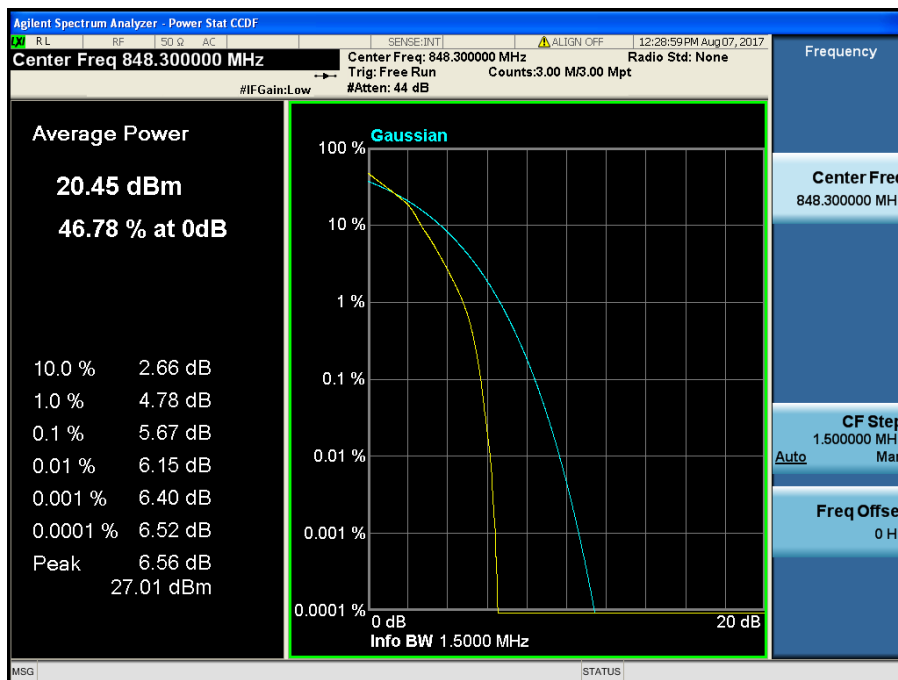 Agilent Spectrum Analyzer - Power Stat CCDF
LXI RL RF 50 Ω AC SENSE:INT ALIGN OFF 12:28:59 PM Aug 07, 2017
Center Freq 848.300000 MHz
Center Freq: 848.300000 MHz Radio Std: None
Trig: Free Run Counts:3.00 M/3.00 Mpt
#IFGain:Low #Atten: 44 dB
Frequency
Average Power
20.45 dBm
46.78 % at 0dB
10.0 % 2.66 dB
1.0 % 4.78 dB
0.1 % 5.67 dB
0.01 % 6.15 dB
0.001 % 6.40 dB
0.0001 % 6.52 dB
Peak 6.56 dB
27.01 dBm
Gaussian
100 %
10 %
1 %
0.1 %
0.01 %
0.001 %
0.0001 %
0 dB 20 dB
Info BW 1.5000 MHz
Center Fre
848.300000 MH
CF Step
1.500000 MH
Auto Ma
Freq Offse
0 H
MSG STATUS